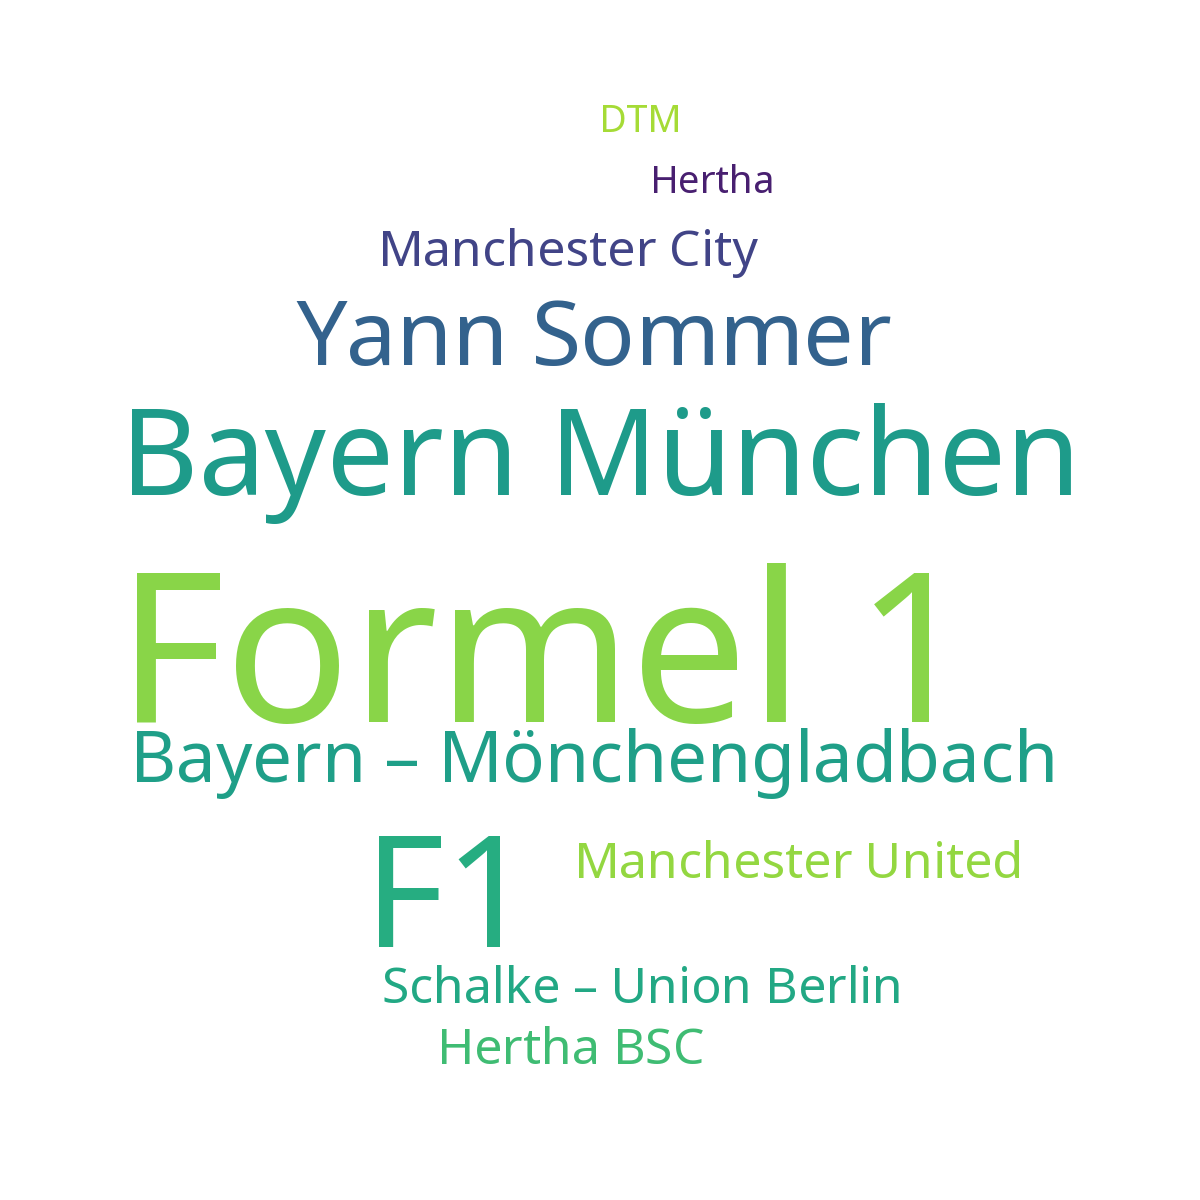 DTM
Hertha
Manchester City
Yann Sommer
Bayern München
Formel 1
Bayern – Mönchengladbach
F1
Manchester United
Schalke – Union Berlin
Hertha BSC